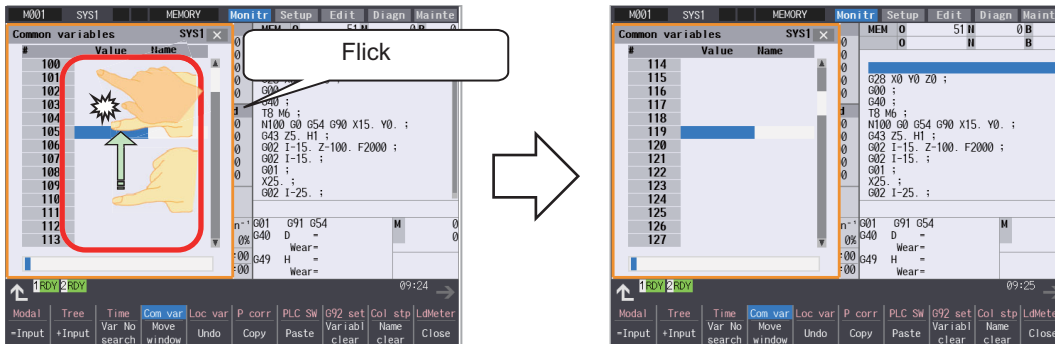 M001 SYS1 MEMORY Monitr Setup Edit Diagn Mainte
Common variables SYS1 ×
# Value Name
100
101
102
103
104
105
106
107
108
109
110
111
112
113
Flick
G00 ;
G40 ;
T8 M6 ;
N100 G0 G54 G90 X15. Y0. ;
G43 Z5. H1 ;
G02 I-15. Z-100. F2000 ;
G02 I-15. ;
G01 ;
X25. ;
G02 I-25. ;
G01 G91 G54 M 0
G40 D - 0
Wear=
G49 H -
Wear=
1RDY 2RDY 09:24
Modal Tree Time Com var Loc var P corr PLC SW G92 set Col stp LdMeter
=Input +Input Var No search Move window Undo Copy Paste Variabl clear Name clear Close
M001 SYS1 MEMORY Monitr Setup Edit Diagn Maint
Common variables SYS1 ×
# Value Name
114
115
116
117
118
119
120
121
122
123
124
125
126
127
MEM O 51 N 0 B
O N B
G28 X0 Y0 Z0 ;
G00 ;
G40 ;
T8 M6 ;
N100 G0 G54 G90 X15. Y0. ;
G43 Z5. H1 ;
G02 I-15. Z-100. F2000 ;
G02 I-15. ;
G01 ;
X25. ;
G02 I-25. ;
G01 G91 G54 M
G40 D -
Wear=
G49 H -
Wear=
1RDY 2RDY 09:25
Modal Tree Time Com var Loc var P corr PLC SW G92 set Col stp LdMete
=Input +Input Var No search Move window Undo Copy Paste Variabl clear Name clear Close